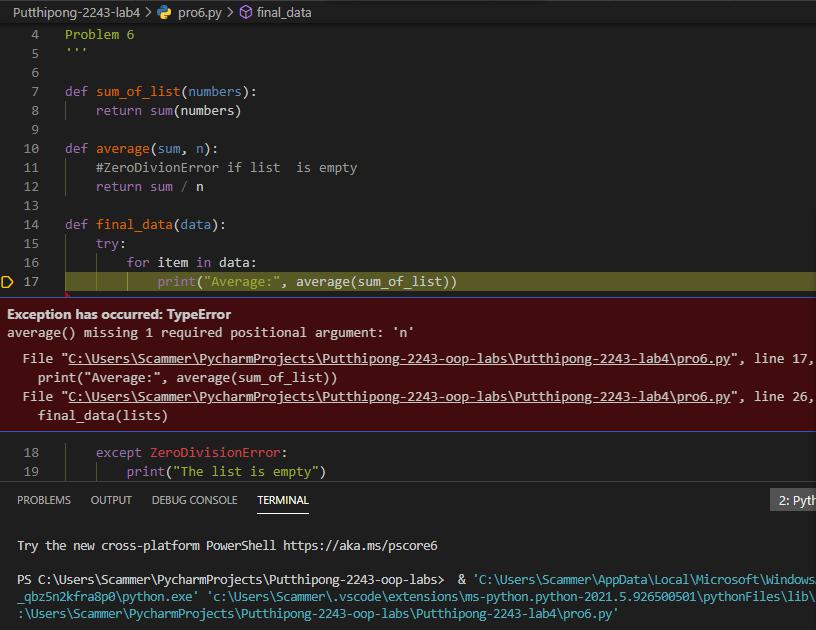 Putthipong-2243-lab4 > pro6.py > final_data
4 Problem 6
5 '''
6
7 def sum_of_list(numbers):
8 return sum(numbers)
9
10 def average(sum, n):
11 #ZeroDivionError if list  is empty
12 return sum / n
13
14 def final_data(data):
15 try:
16 for item in data:
17 print("Average:", average(sum_of_list))
Exception has occurred: TypeError
average() missing 1 required positional argument: 'n'
File "C:\Users\Scammer\PycharmProjects\Putthipong-2243-oop-labs\Putthipong-2243-lab4\pro6.py", line 17,
print("Average:", average(sum_of_list))
File "C:\Users\Scammer\PycharmProjects\Putthipong-2243-oop-labs\Putthipong-2243-lab4\pro6.py", line 26,
final_data(lists)
18 except ZeroDivisionError:
19 print("The list is empty")
PROBLEMS OUTPUT DEBUG CONSOLE TERMINAL 2: Pyth
Try the new cross-platform PowerShell https://aka.ms/pscore6
PS C:\Users\Scammer\PycharmProjects\Putthipong-2243-oop-labs>  & 'C:\Users\Scammer\AppData\Local\Microsoft\Windows
_qbz5n2kfra8p0\python.exe' 'c:\Users\Scammer\.vscode\extensions\ms-python.python-2021.5.926500501\pythonFiles\lib\
:\Users\Scammer\PycharmProjects\Putthipong-2243-oop-labs\Putthipong-2243-lab4\pro6.py'